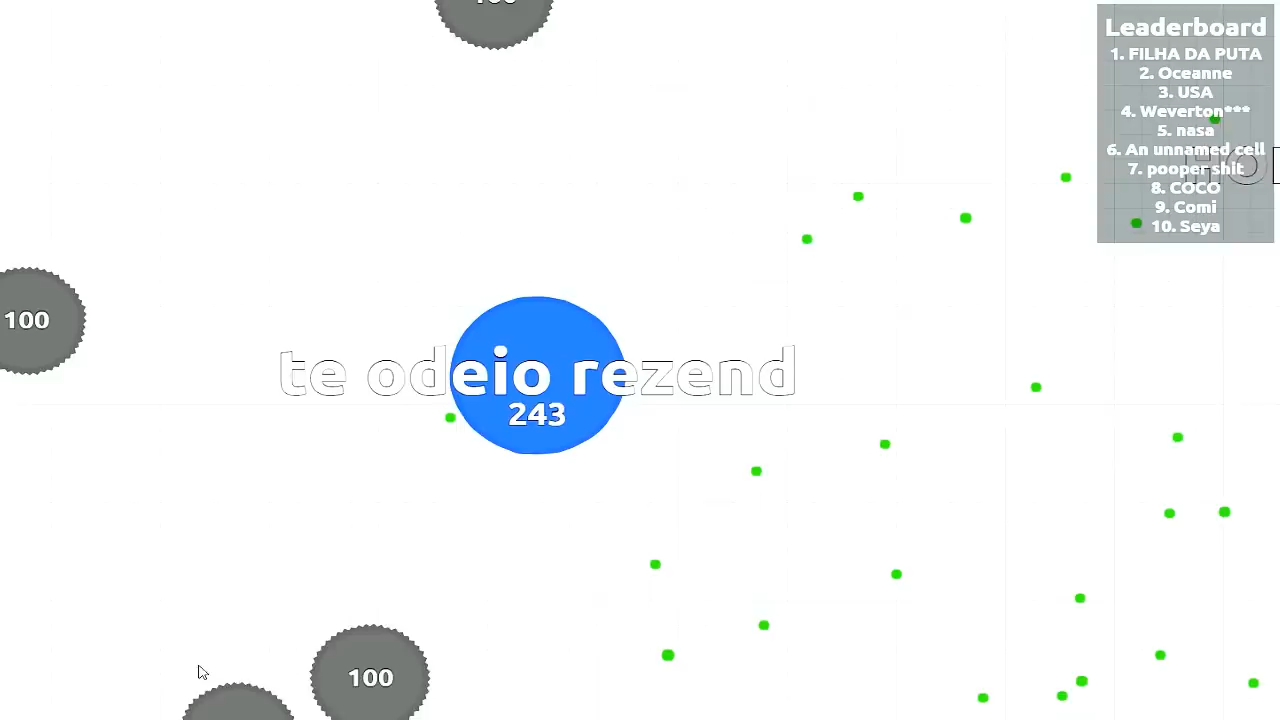 100
Leaderboard
1. FILHA DA PUTA
2. Oceanne
3. USA
4. Weverton***
5. nasa
6. An unnamed cell
7. pooper shit
8. COCO
9. Comi
10. Seya
100
te odeio rezend
243
100